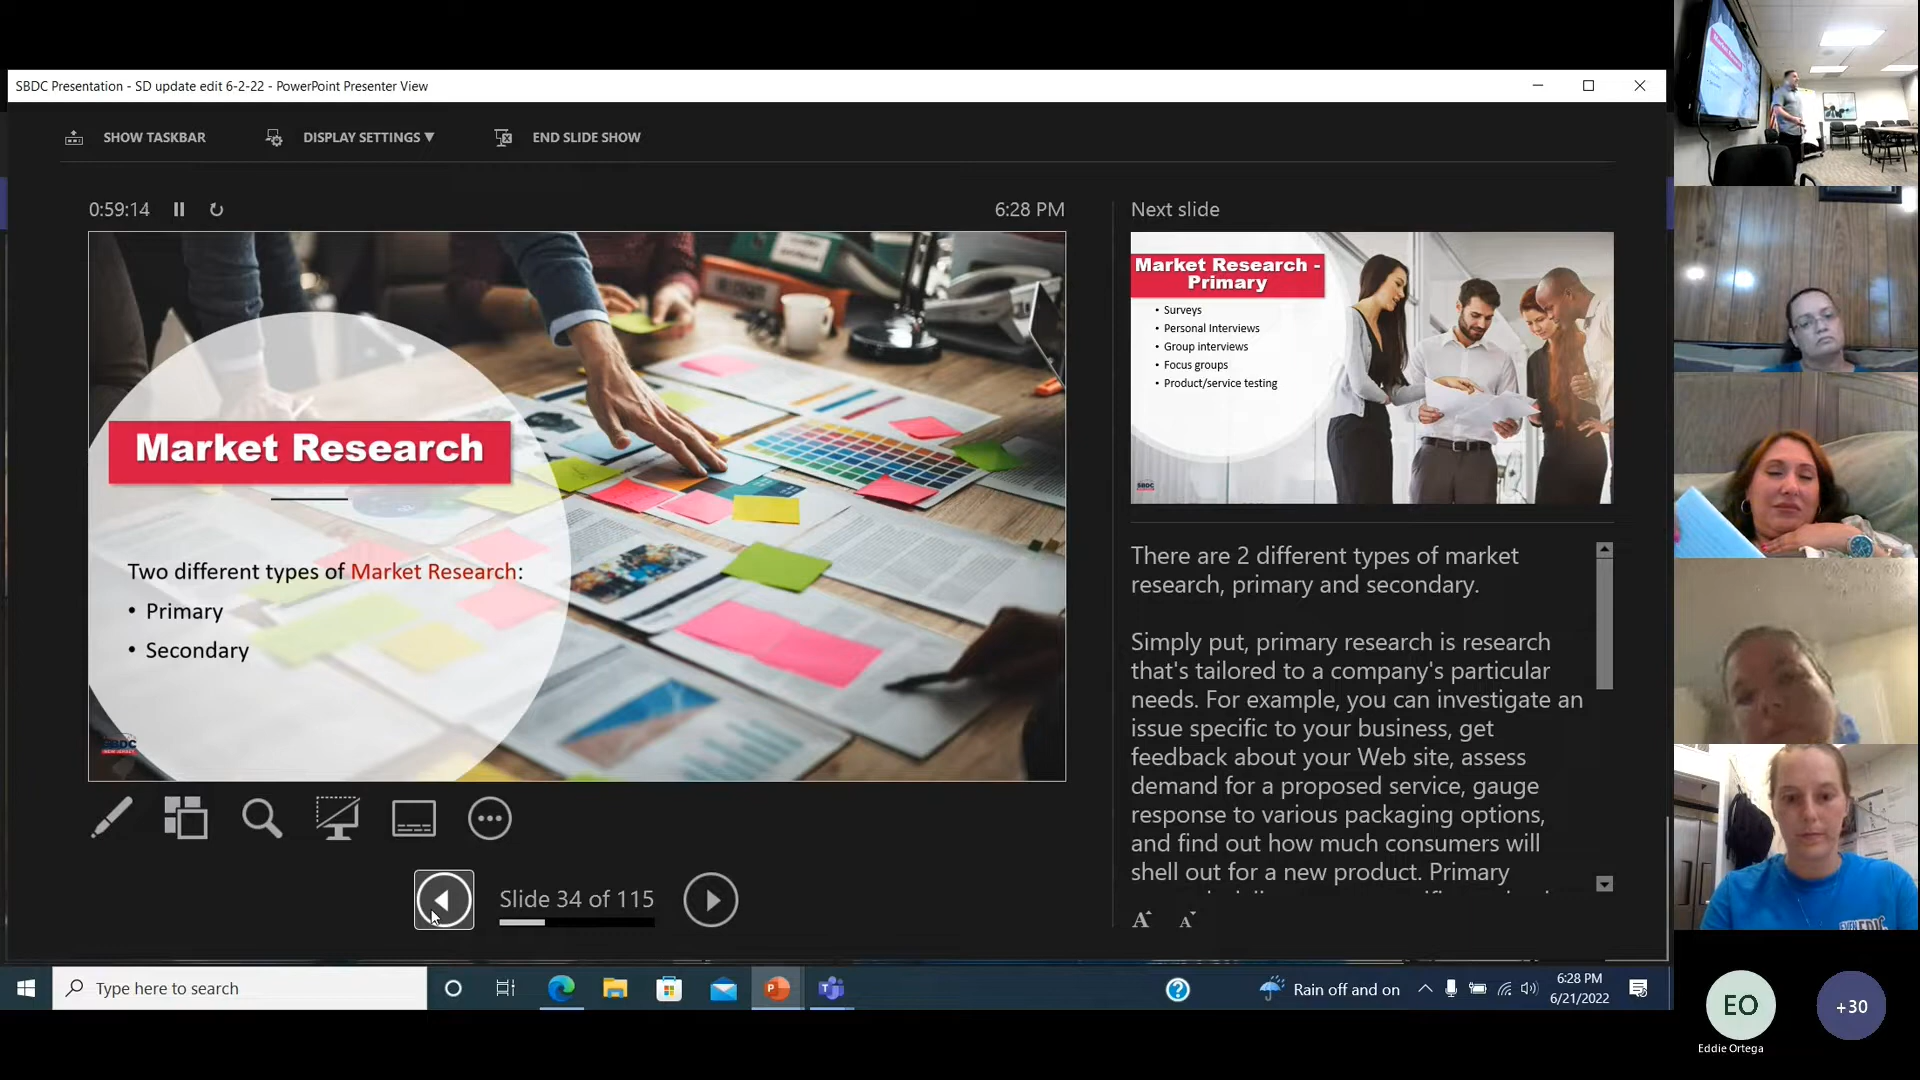 SBDC Presentation - SD update edit 6-2-22 - PowerPoint Presenter View
SHOW TASKBAR
DISPLAY SETTINGS ▼
END SLIDE SHOW
0:59:14
6:28 PM
Market Research
Two different types of Market Research:
• Primary
• Secondary
SBDC
Next slide
Market Research -
Primary
• Surveys
• Personal Interviews
• Group interviews
• Focus groups
• Product/service testing
SBDC
There are 2 different types of market
research, primary and secondary.
Simply put, primary research is research
that's tailored to a company's particular
needs. For example, you can investigate an
issue specific to your business, get
feedback about your Web site, assess
demand for a proposed service, gauge
response to various packaging options,
and find out how much consumers will
shell out for a new product. Primary
Slide 34 of 115
A A
Type here to search
Rain off and on
6:28 PM
6/21/2022
Market Research
EO
Eddie Ortega
+30